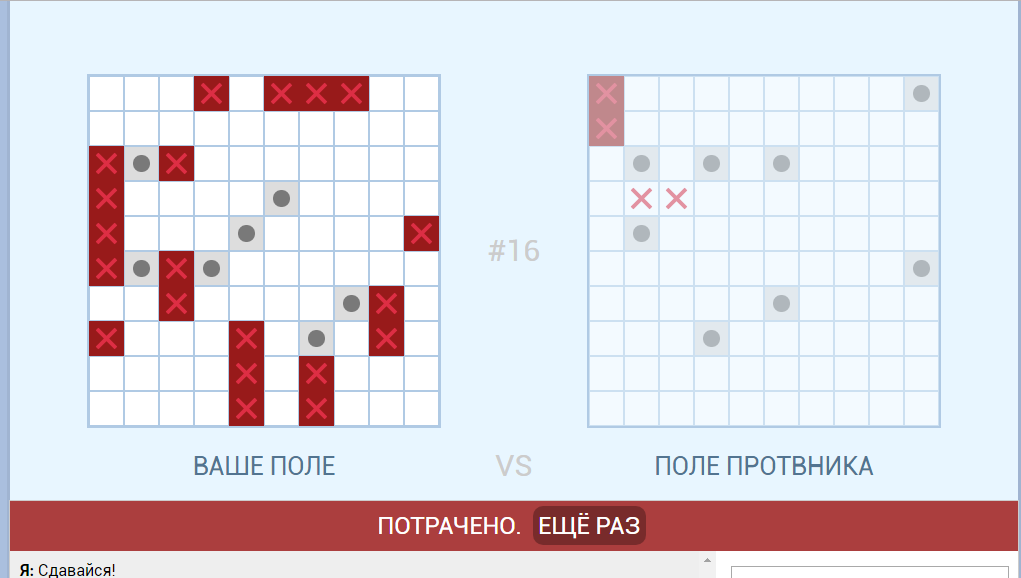 #16
ВАШЕ ПОЛЕ
VS
ПОЛЕ ПРОТВНИКА
ПОТРАЧЕНО. ЕЩЁ РАЗ
Я: Сдавайся!